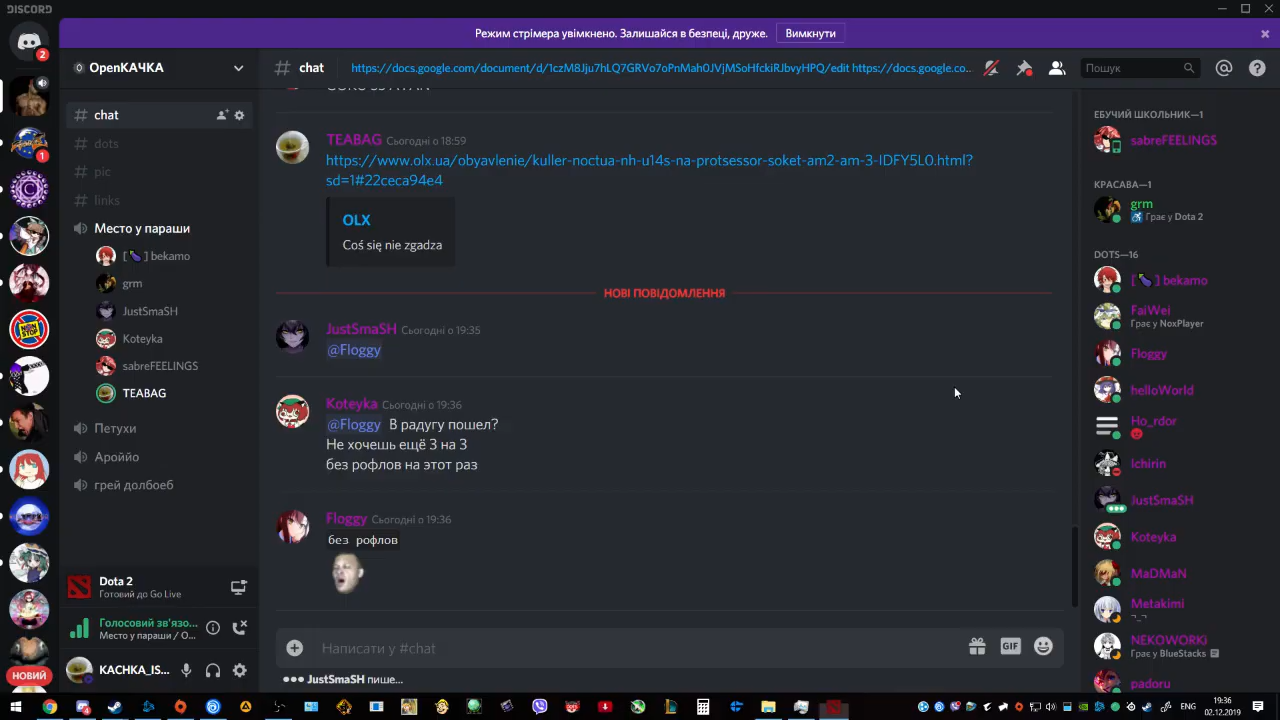 DISCORD
Режим стрімера увімкнено. Залишайся в безпеці, друже.
Вимкнути
OpenКАЧКА
chat
https://docs.google.com/document/d/1czM8Jju7hLQ7GRVo7oPnMah0JVjMSoHfckiRJbvyHPQ/edit https://docs.google.co...
Пошук
2
1
НОВИЙ
chat
dots
pic
links
Место у параши
[ ] bekamo
grm
JustSmaSH
Koteyka
sabreFEELINGS
TEABAG
Петухи
Ароййо
грей долбоеб
Dota 2
Готовий до Go Live
Голосовий зв'язо...
Место у параши / O...
KACHKA_IS...
TEABAG Сьогодні о 18:59
https://www.olx.ua/obyavlenie/kuller-noctua-nh-u14s-na-protsessor-soket-am2-am-3-IDFY5L0.html?
sd=1#22ceca94e4
OLX
Coś się nie zgadza
НОВІ ПОВІДОМЛЕННЯ
JustSmaSH Сьогодні о 19:35
@Floggy
Koteyka Сьогодні о 19:36
@Floggy В радугу пошел?
Не хочешь ещё 3 на 3
без рофлов на этот раз
Floggy Сьогодні о 19:36
без рофлов
Написати у #chat
GIF
JustSmaSH пише...
ЕБУЧИЙ ШКОЛЬНИК—1
sabreFEELINGS
КРАСАВА—1
grm
Грає у Dota 2
DOTS—16
[ ] bekamo
FaiWei
Грає у NoxPlayer
Floggy
helloWorld
Ho_rdor
Ichirin
JustSmaSH
Koteyka
MaDMaN
Metakimi
¬_¬
NEKOWORKi
Грає у BlueStacks
padoru
ENG
19:36
02.12.2019